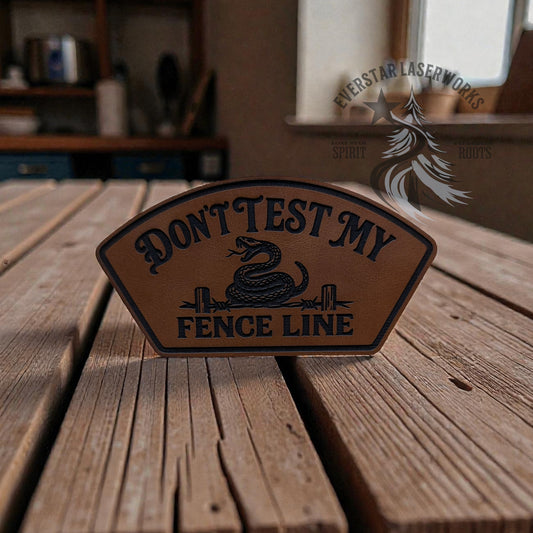 EVERSTAR LASERWORKS
SPIRIT ROOTS
DON'T TEST MY
FENCE LINE